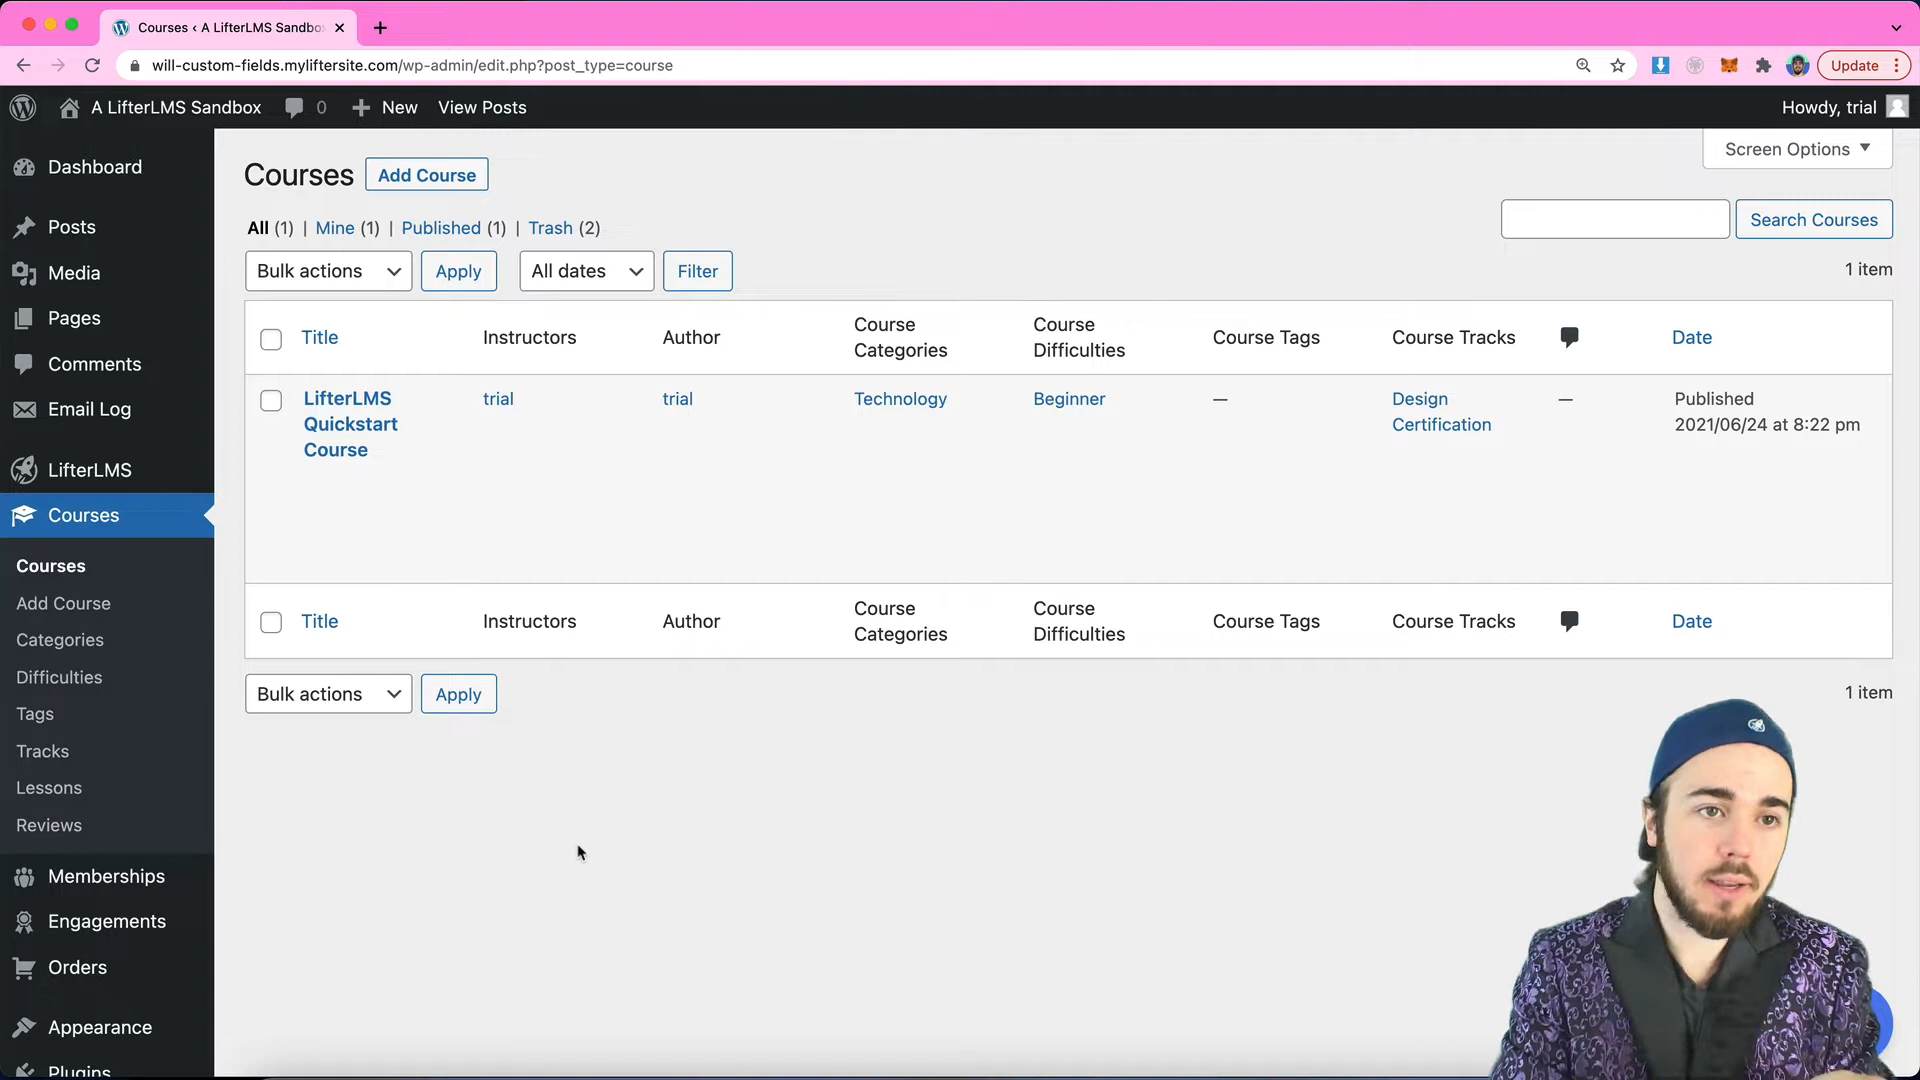 Courses ‹ A LifterLMS Sandbo
will-custom-fields.myliftersite.com/wp-admin/edit.php?post_type=course
Update
A LifterLMS Sandbox
0
New
View Posts
Howdy, trial
Dashboard
Posts
Media
Pages
Comments
Email Log
LifterLMS
Courses
Courses
Add Course
Categories
Difficulties
Tags
Tracks
Lessons
Reviews
Memberships
Engagements
Orders
Appearance
Plugins
Screen Options
Courses
Add Course
All (1) | Mine (1) | Published (1) | Trash (2)
Search Courses
Bulk actions
Apply
All dates
Filter
1 item
Title
Instructors
Author
Course
Categories
Course
Difficulties
Course Tags
Course Tracks
Date
LifterLMS
Quickstart
Course
trial
trial
Technology
Beginner
—
Design
Certification
—
Published
2021/06/24 at 8:22 pm
Title
Instructors
Author
Course
Categories
Course
Difficulties
Course Tags
Course Tracks
Date
Bulk actions
Apply
1 item